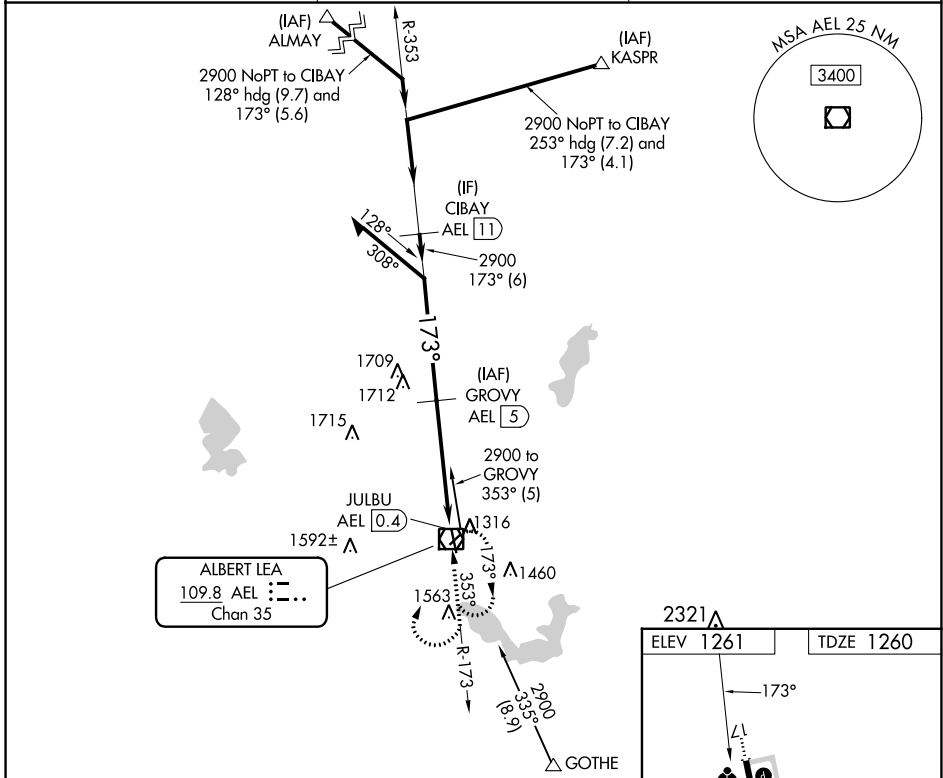 (IAF)
ALMAY
R-353
(IAF)
KASPR
MSA AEL 25 NM
3400
2900 NoPT to CIBAY
128° hdg (9.7) and
173° (5.6)
2900 NoPT to CIBAY
253° hdg (7.2) and
173° (4.1)
(IF)
CIBAY
AEL 11
128°
308°
2900
173° (6)
173°
1709
1712
(IAF)
GROVY
AEL 5
1715
2900 to
GROVY
353° (5)
JULBU
AEL 0.4
1316
1592±
173°
353°
1460
ALBERT LEA
109.8 AEL
Chan 35
1563
R-173
2900
335°
(8.9)
GOTHE
2321
ELEV 1261
TDZE 1260
173°
17